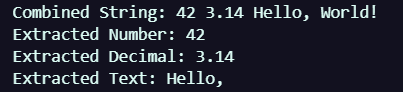 Combined String: 42 3.14 Hello, World!
Extracted Number: 42
Extracted Decimal: 3.14
Extracted Text: Hello,